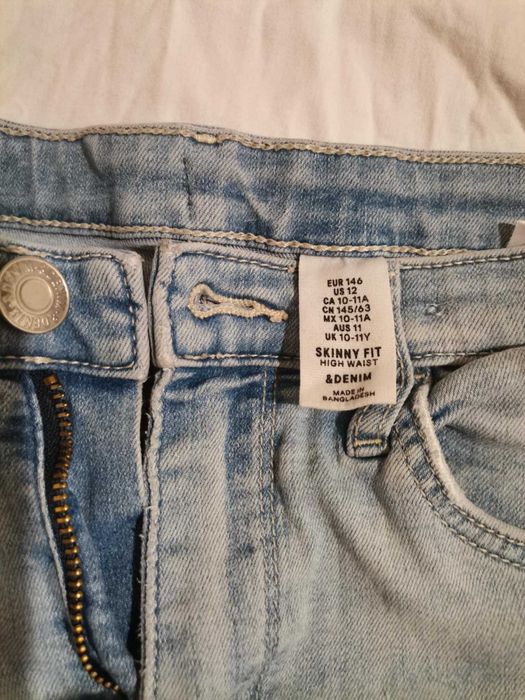 EUR 146
US 12
CA 10-11A
CN 145/63
MX 10-11A
AUS 11
UK 10-11Y
SKINNY FIT
HIGH WAIST
&DENIM
MADE IN
BANGLADESH